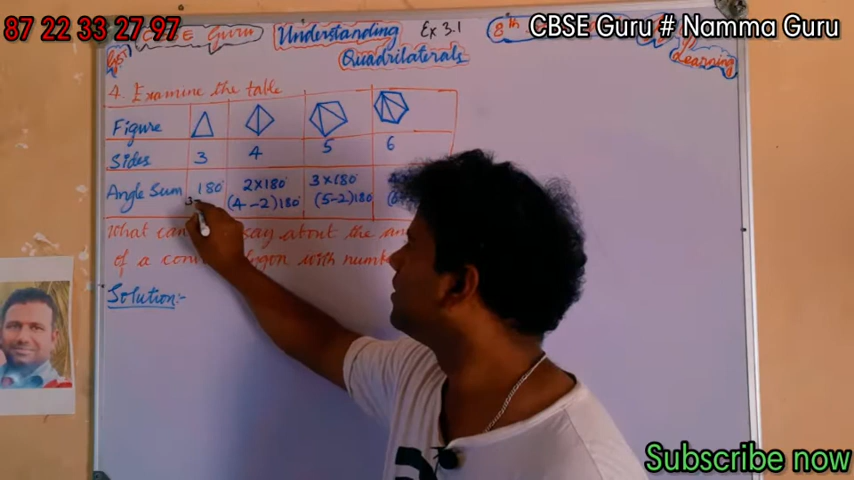 87 22 33 27 97
CBSE Guru # Namma Guru
Guru
Understanding
Quadrilaterals
Ex 3.1
8th
Learning
4. Examine the table
Figure
Sides 3 4 5 6
Angle Sum 180° 2×180° 3×180°
(4-2)180° (5-2)180°
What can say about the
of a with
Solution:-
Subscribe now